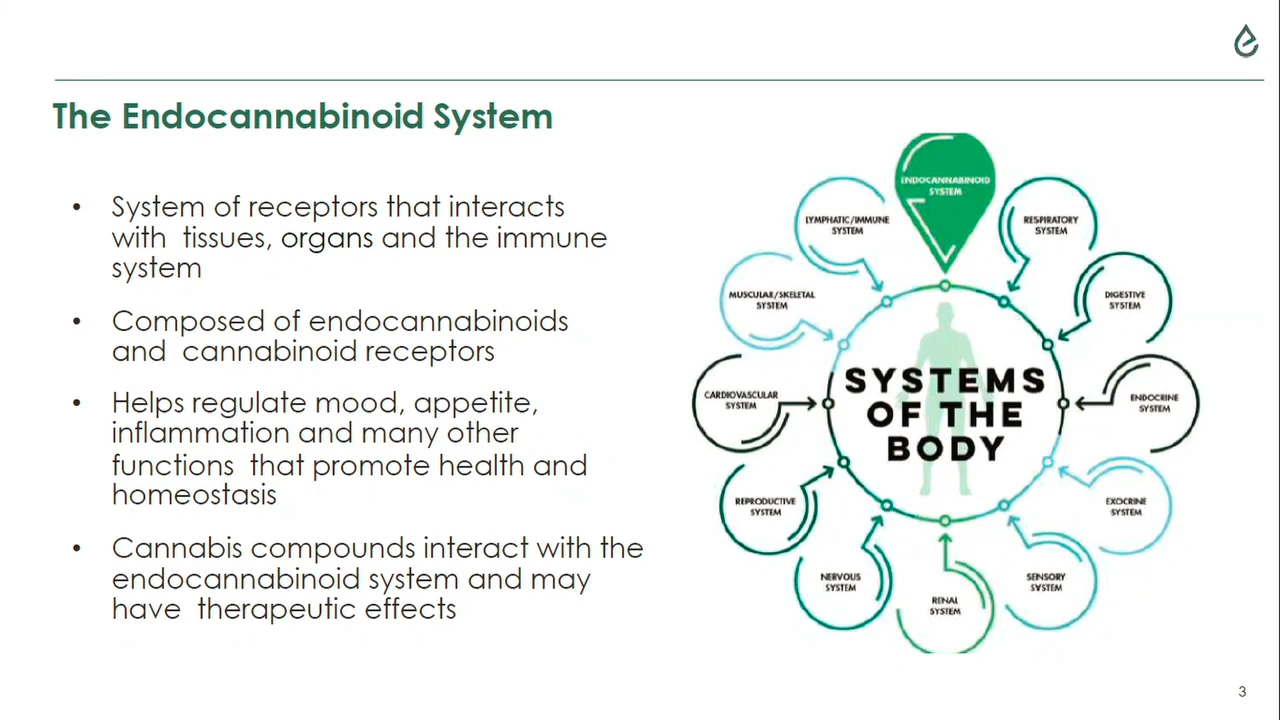 The Endocannabinoid System
• System of receptors that interacts
with tissues, organs and the immune
system
• Composed of endocannabinoids
and cannabinoid receptors
• Helps regulate mood, appetite,
inflammation and many other
functions that promote health and
homeostasis
• Cannabis compounds interact with the
endocannabinoid system and may
have therapeutic effects
ENDOCANNABINOID
SYSTEM
LYMPHATIC/IMMUNE
SYSTEM
RESPIRATORY
SYSTEM
MUSCULAR/SKELETAL
SYSTEM
DIGESTIVE
SYSTEM
CARDIOVASCULAR
SYSTEM
SYSTEMS
OF THE
BODY
ENDOCRINE
SYSTEM
REPRODUCTIVE
SYSTEM
EXOCRINE
SYSTEM
NERVOUS
SYSTEM
RENAL
SYSTEM
SENSORY
SYSTEM
3